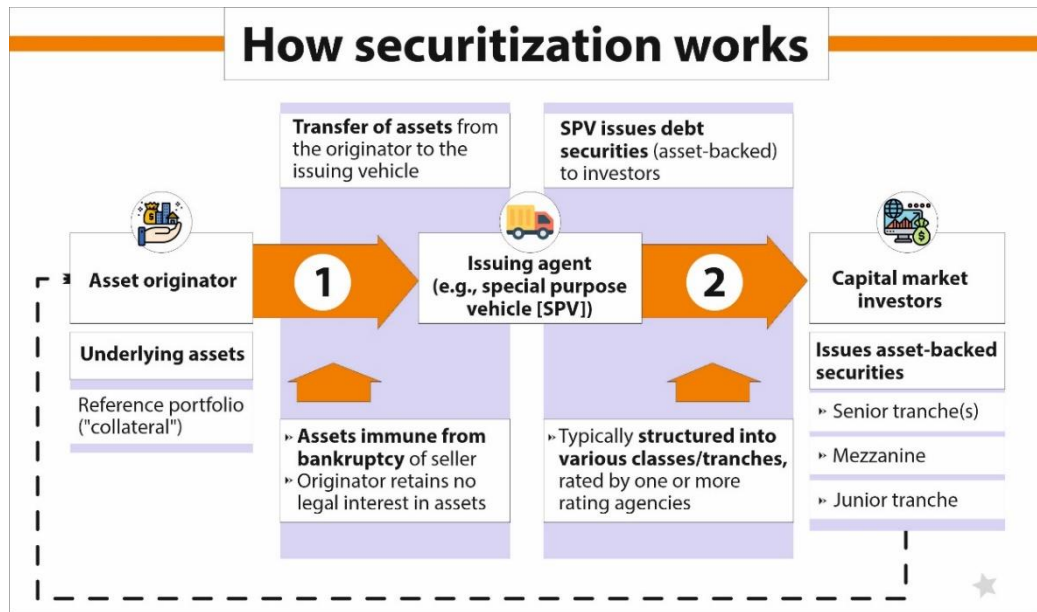 How securitization works
Transfer of assets from
the originator to the
issuing vehicle
SPV issues debt
securities (asset-backed)
to investors
Asset originator
1
Issuing agent
(e.g., special purpose
vehicle [SPV])
2
Capital market
investors
Underlying assets
Reference portfolio
("collateral")
Assets immune from
bankruptcy of seller
Originator retains no
legal interest in assets
Typically structured into
various classes/tranches,
rated by one or more
rating agencies
Issues asset-backed
securities
Senior tranche(s)
Mezzanine
Junior tranche